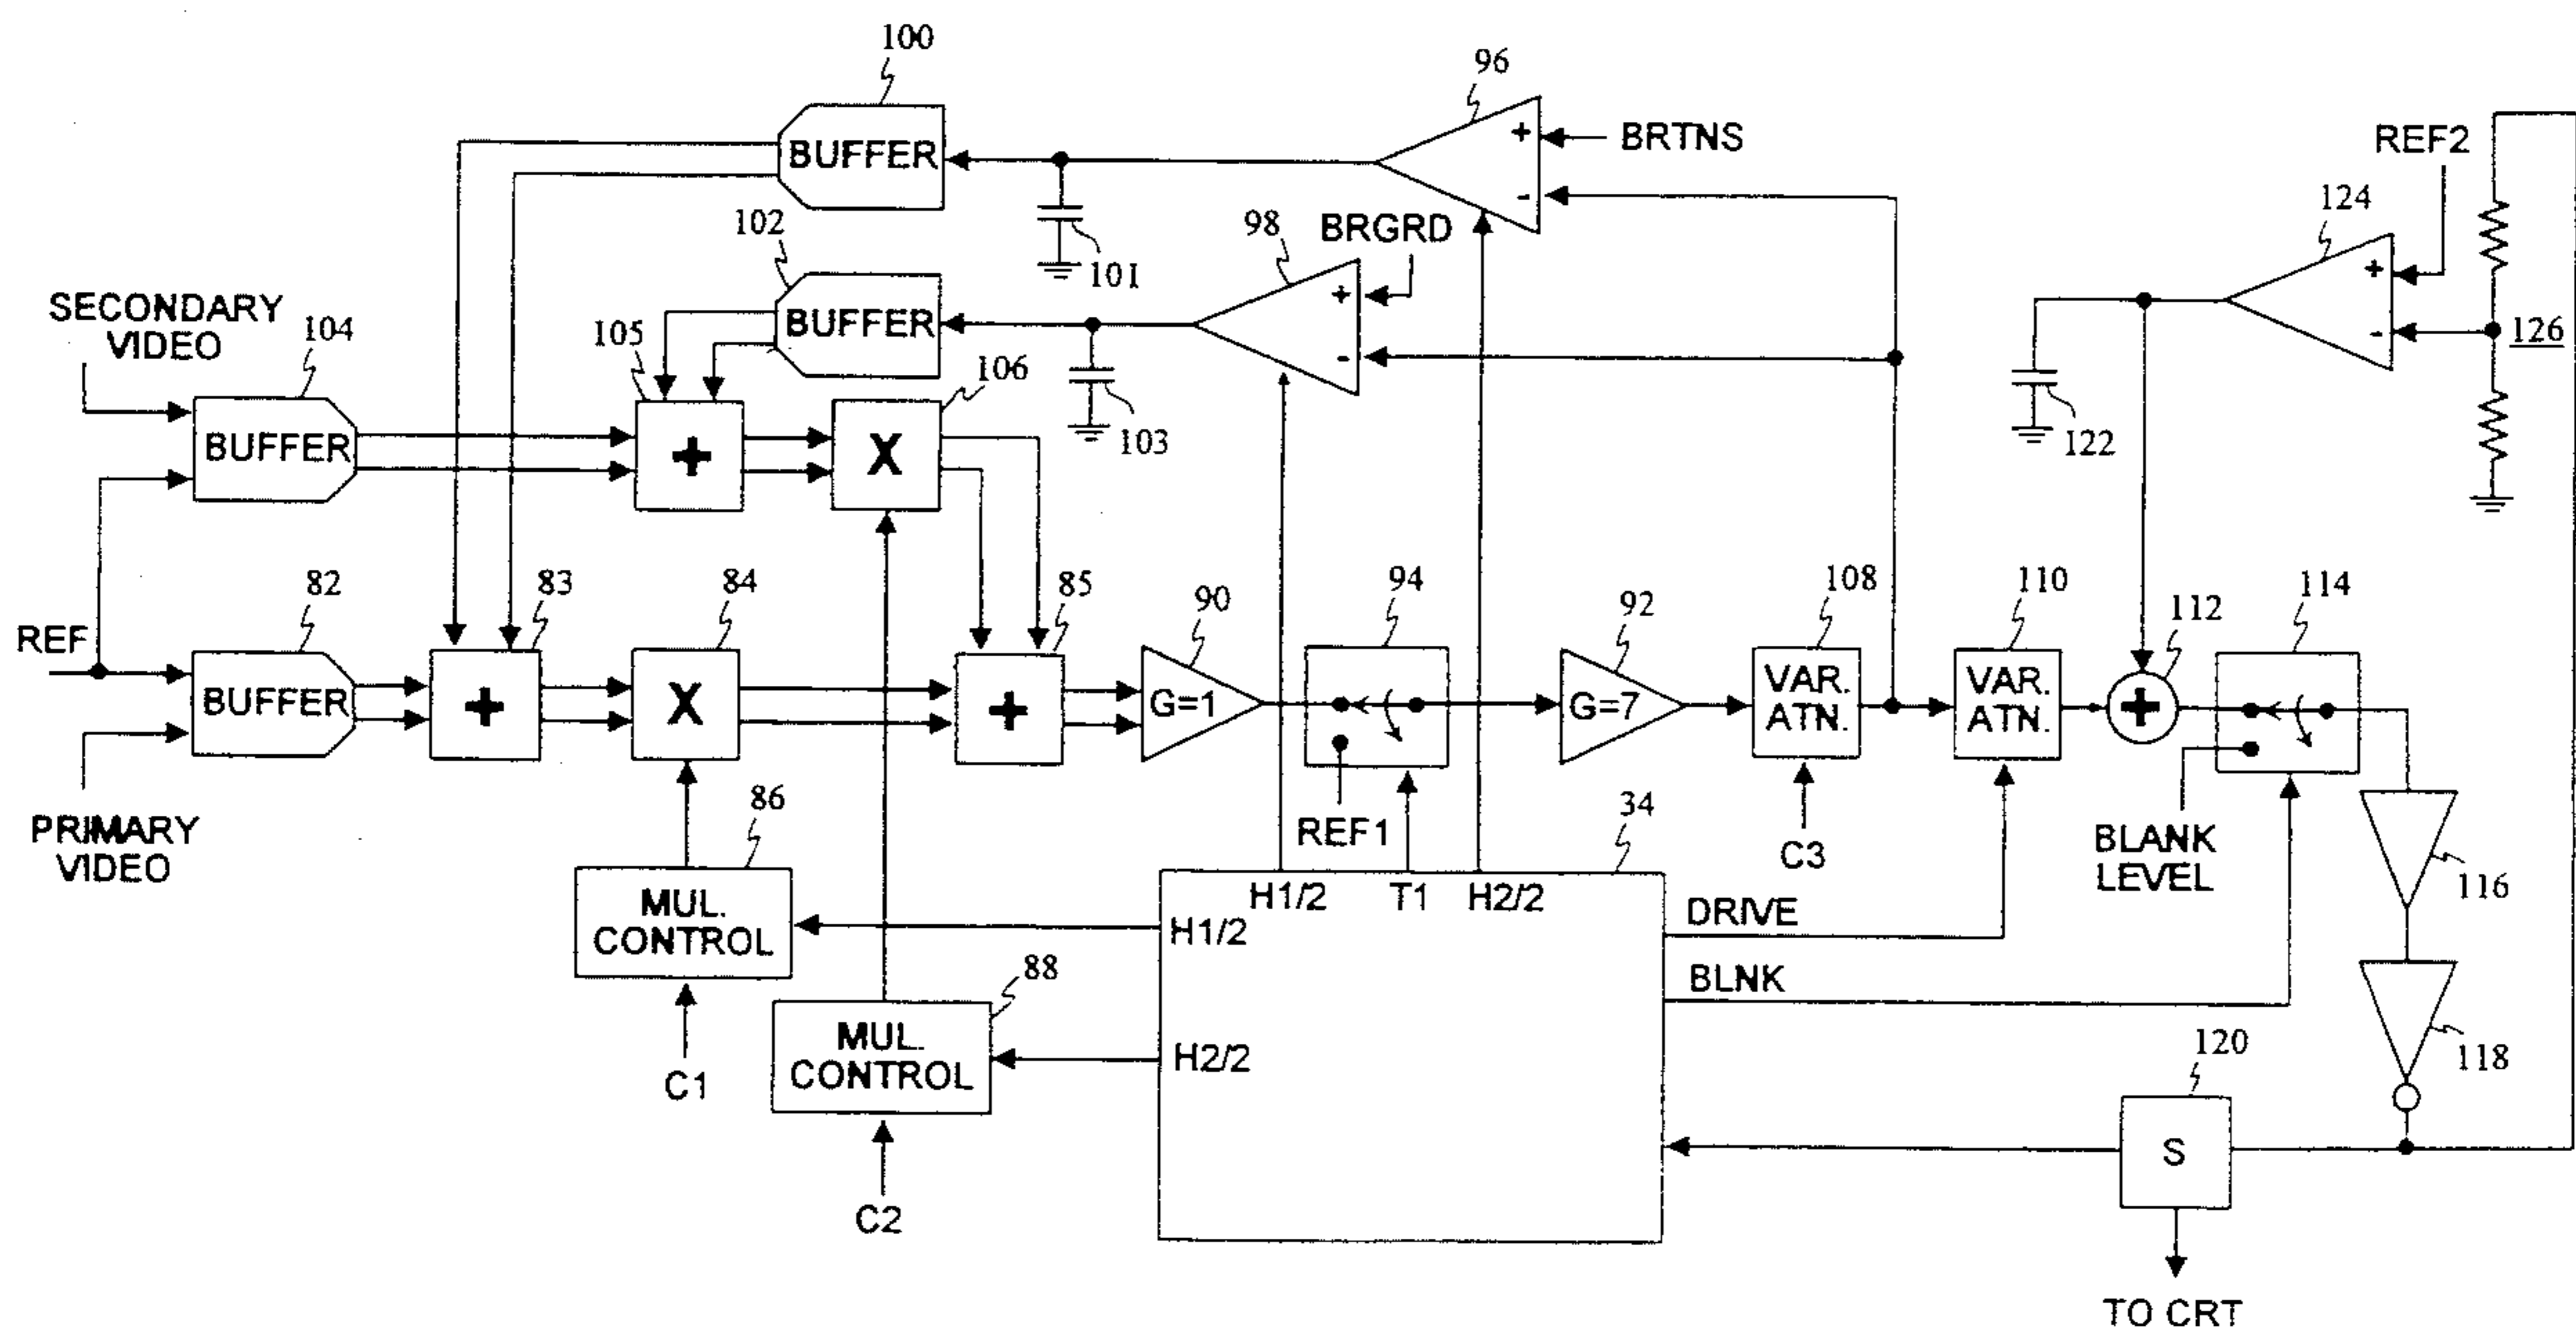 100
BUFFER
96
+
BRTNS
-
REF2
101
102
BUFFER
98
BRGRD
+
-
103
124
+
-
126
122
SECONDARY
VIDEO
104
BUFFER
105
+
106
X
REF
82
BUFFER
83
+
84
X
85
+
90
G=1
94
REF1
92
G=7
108
VAR.
ATN.
C3
110
VAR.
ATN.
112
+
114
BLANK
LEVEL
116
118
PRIMARY
VIDEO
86
MUL.
CONTROL
C1
88
MUL.
CONTROL
C2
34
H1/2
T1
H2/2
H1/2
H2/2
DRIVE
BLNK
120
S
TO CRT